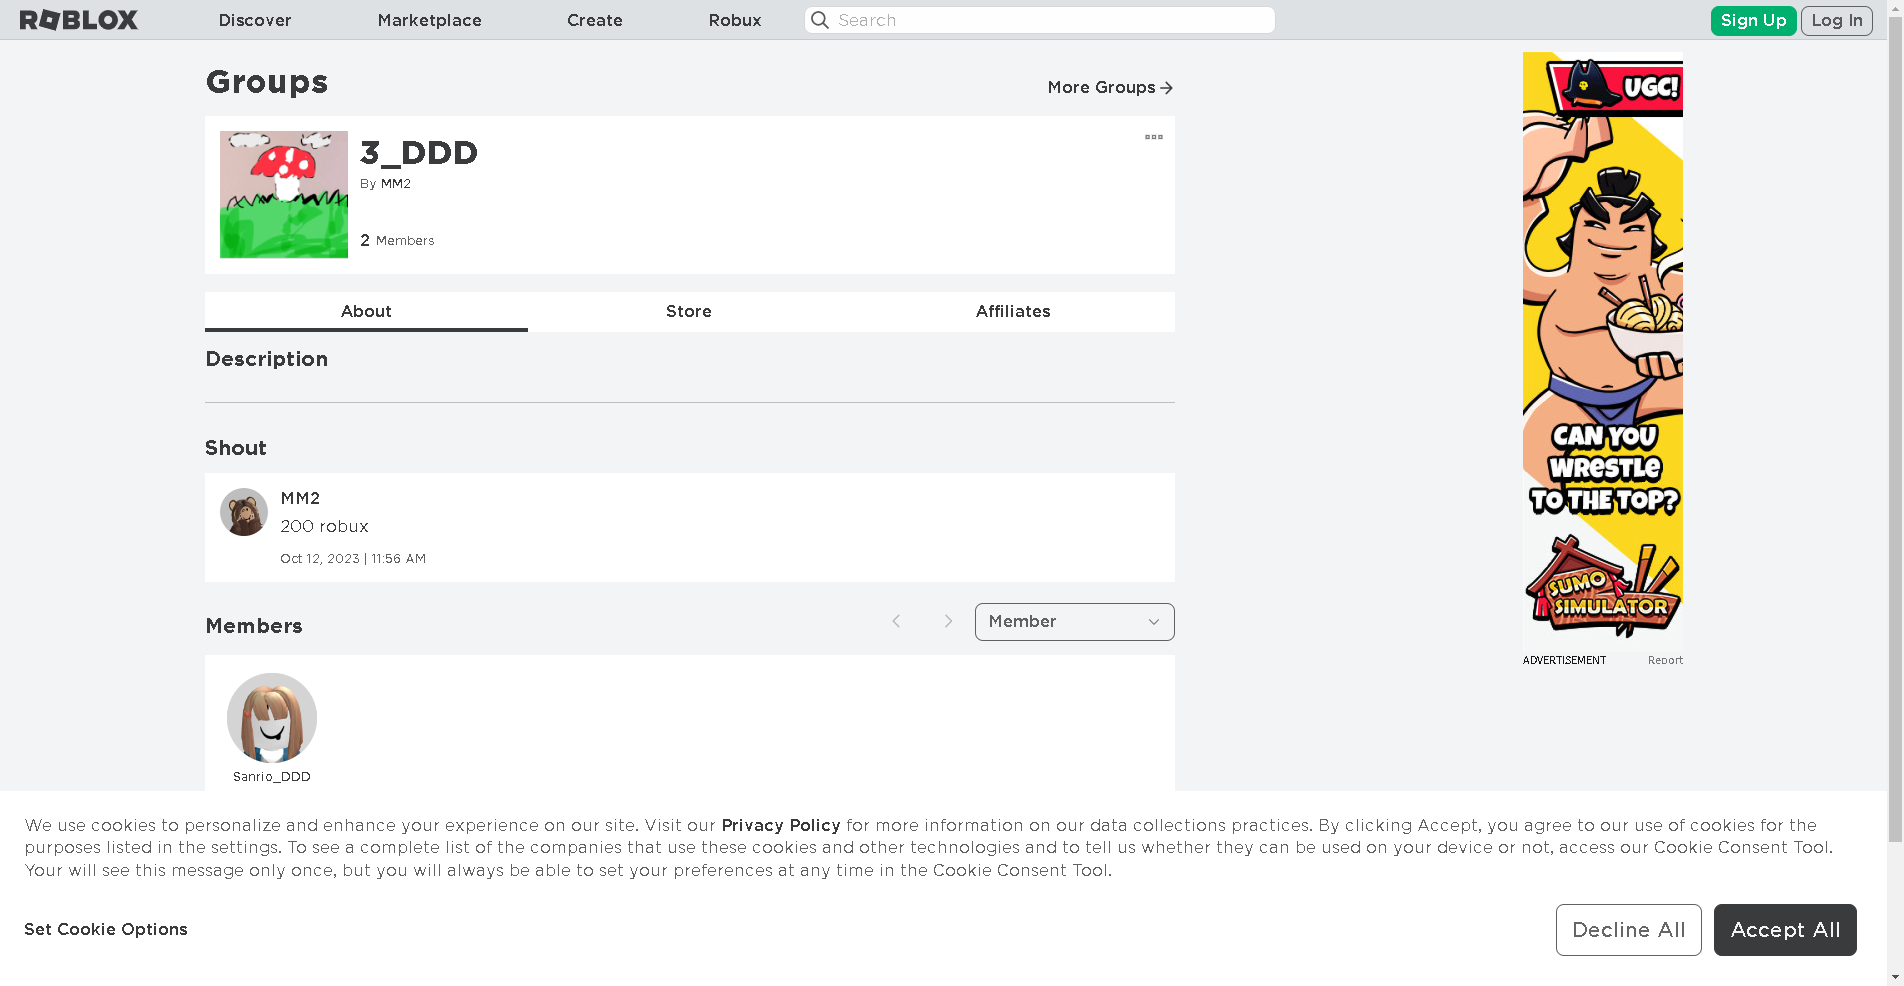 ROBLOX
Discover
Marketplace
Create
Robux
Search
Sign Up
Log In
Groups
More Groups
3_DDD
By MM2
2 Members
About
Store
Affiliates
Description
Shout
MM2
200 robux
Oct 12, 2023 | 11:56 AM
Members
Member
Sanrio_DDD
UGC!
CAN YOU
WRESTLE
TO THE TOP?
SUMO
SIMULATOR
ADVERTISEMENT
Report
We use cookies to personalize and enhance your experience on our site. Visit our Privacy Policy for more information on our data collections practices. By clicking Accept, you agree to our use of cookies for the
purposes listed in the settings. To see a complete list of the companies that use these cookies and other technologies and to tell us whether they can be used on your device or not, access our Cookie Consent Tool.
Your will see this message only once, but you will always be able to set your preferences at any time in the Cookie Consent Tool.
Set Cookie Options
Decline All
Accept All